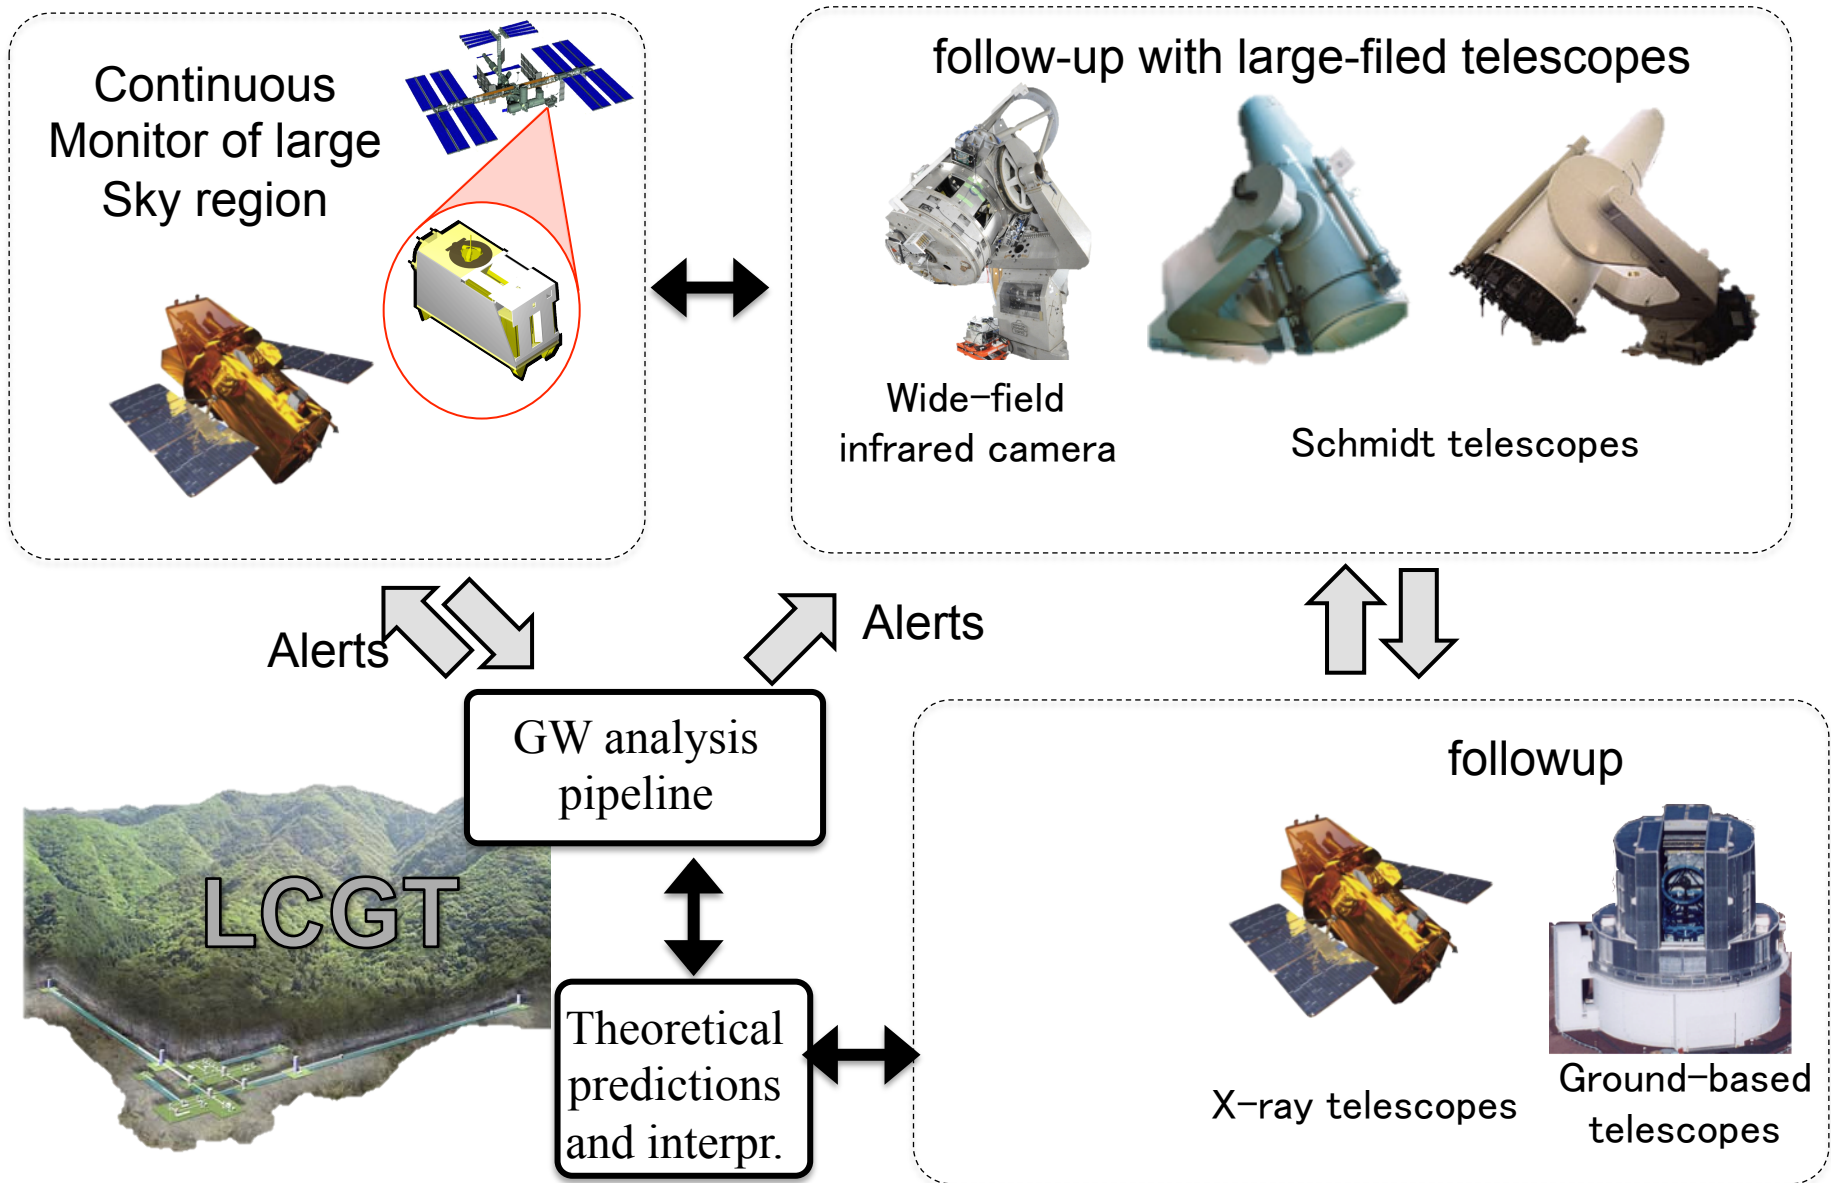 Continuous
Monitor of large
Sky region
follow-up with large-filed telescopes
Wide-field
infrared camera
Schmidt telescopes
Alerts
Alerts
GW analysis
pipeline
followup
LCGT
Theoretical
predictions
and interpr.
X-ray telescopes
Ground-based
telescopes